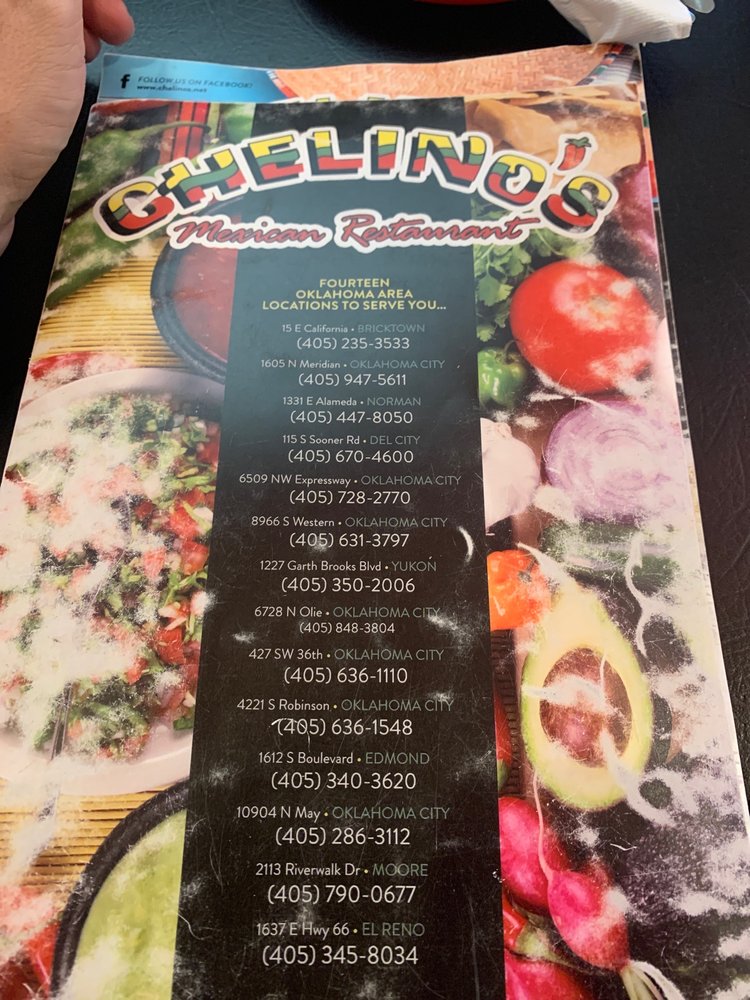 FOLLOW US ON FACEBOOK!
www.chelinos.net
CHELINO'S
Mexican Restaurant
FOURTEEN
OKLAHOMA AREA
LOCATIONS TO SERVE YOU...
15 E California • BRICKTOWN
(405) 235-3533
1605 N Meridian • OKLAHOMA CITY
(405) 947-5611
1331 E Alameda • NORMAN
(405) 447-8050
115 S Sooner Rd • DEL CITY
(405) 670-4600
6509 NW Expressway • OKLAHOMA CITY
(405) 728-2770
8966 S Western • OKLAHOMA CITY
(405) 631-3797
1227 Garth Brooks Blvd • YUKON
(405) 350-2006
6728 N Olie • OKLAHOMA CITY
(405) 848-3804
427 SW 36th • OKLAHOMA CITY
(405) 636-1110
4221 S Robinson • OKLAHOMA CITY
(405) 636-1548
1612 S Boulevard • EDMOND
(405) 340-3620
10904 N May • OKLAHOMA CITY
(405) 286-3112
2113 Riverwalk Dr • MOORE
(405) 790-0677
1637 E Hwy 66 • EL RENO
(405) 345-8034